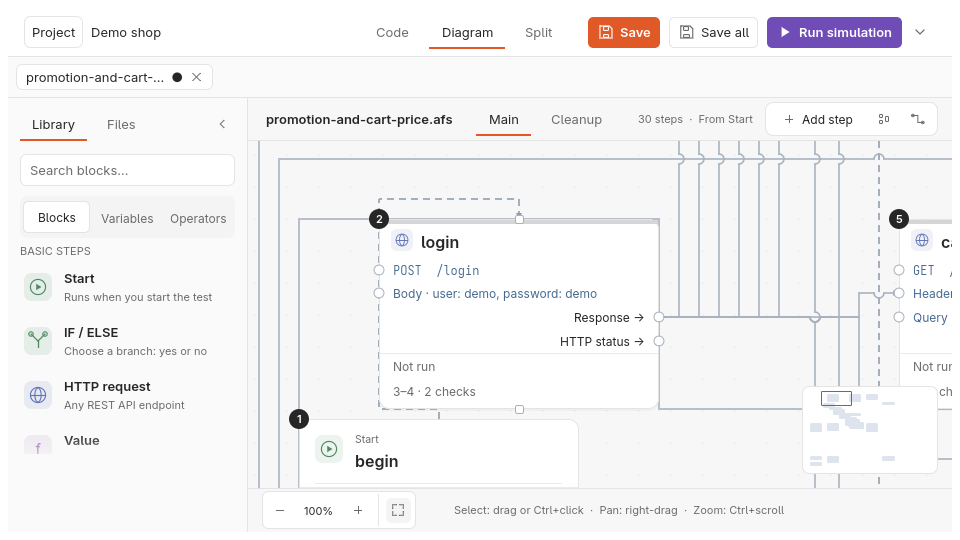 Project Demo shop
Code Diagram Split
Save Save all Run simulation
promotion-and-cart-...
Library Files
promotion-and-cart-price.afs
Main Cleanup
30 steps · From Start
Add step
Search blocks...
Blocks Variables Operators
BASIC STEPS
Start
Runs when you start the test
IF / ELSE
Choose a branch: yes or no
HTTP request
Any REST API endpoint
f
Value
2
login
POST /login
Body · user: demo, password: demo
Response →
HTTP status →
Not run
3–4 · 2 checks
1
Start
begin
5
GET
Query
100%
Select: drag or Ctrl+click · Pan: right-drag · Zoom: Ctrl+scroll